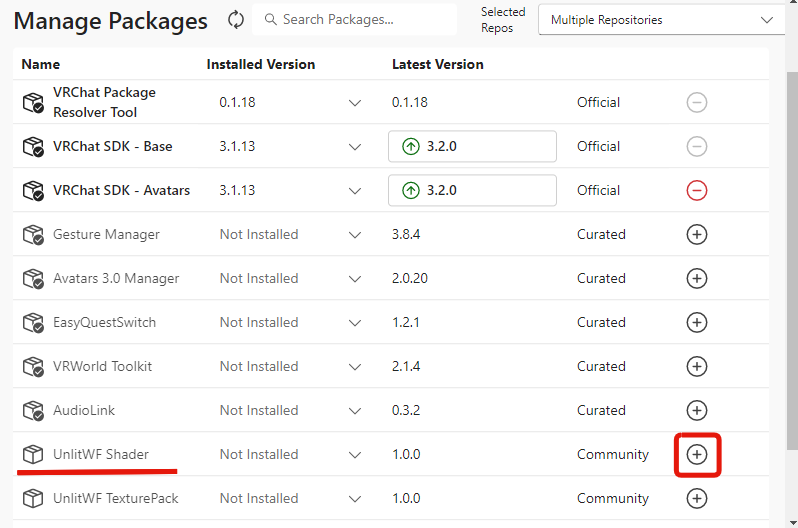 Manage Packages
Search Packages...
Selected
Repos
Multiple Repositories
Name Installed Version Latest Version
VRChat Package
Resolver Tool
0.1.18 0.1.18 Official
VRChat SDK - Base 3.1.13 3.2.0 Official
VRChat SDK - Avatars 3.1.13 3.2.0 Official
Gesture Manager Not Installed 3.8.4 Curated
Avatars 3.0 Manager Not Installed 2.0.20 Curated
EasyQuestSwitch Not Installed 1.2.1 Curated
VRWorld Toolkit Not Installed 2.1.4 Curated
AudioLink Not Installed 0.3.2 Curated
UnlitWF Shader Not Installed 1.0.0 Community
UnlitWF TexturePack Not Installed 1.0.0 Community